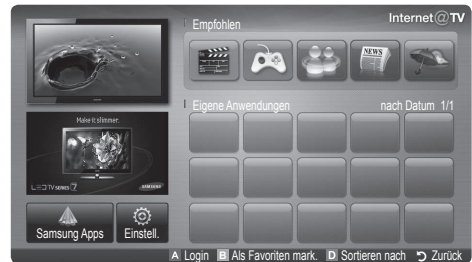 Internet@TV
Empfohlen
NEWS
Eigene Anwendungen
nach Datum 1/1
Make it slimmer.
LED TV SERIES 7
SAMSUNG
Samsung Apps
Einstell.
A Login B Als Favoriten mark. D Sortieren nach Zurück